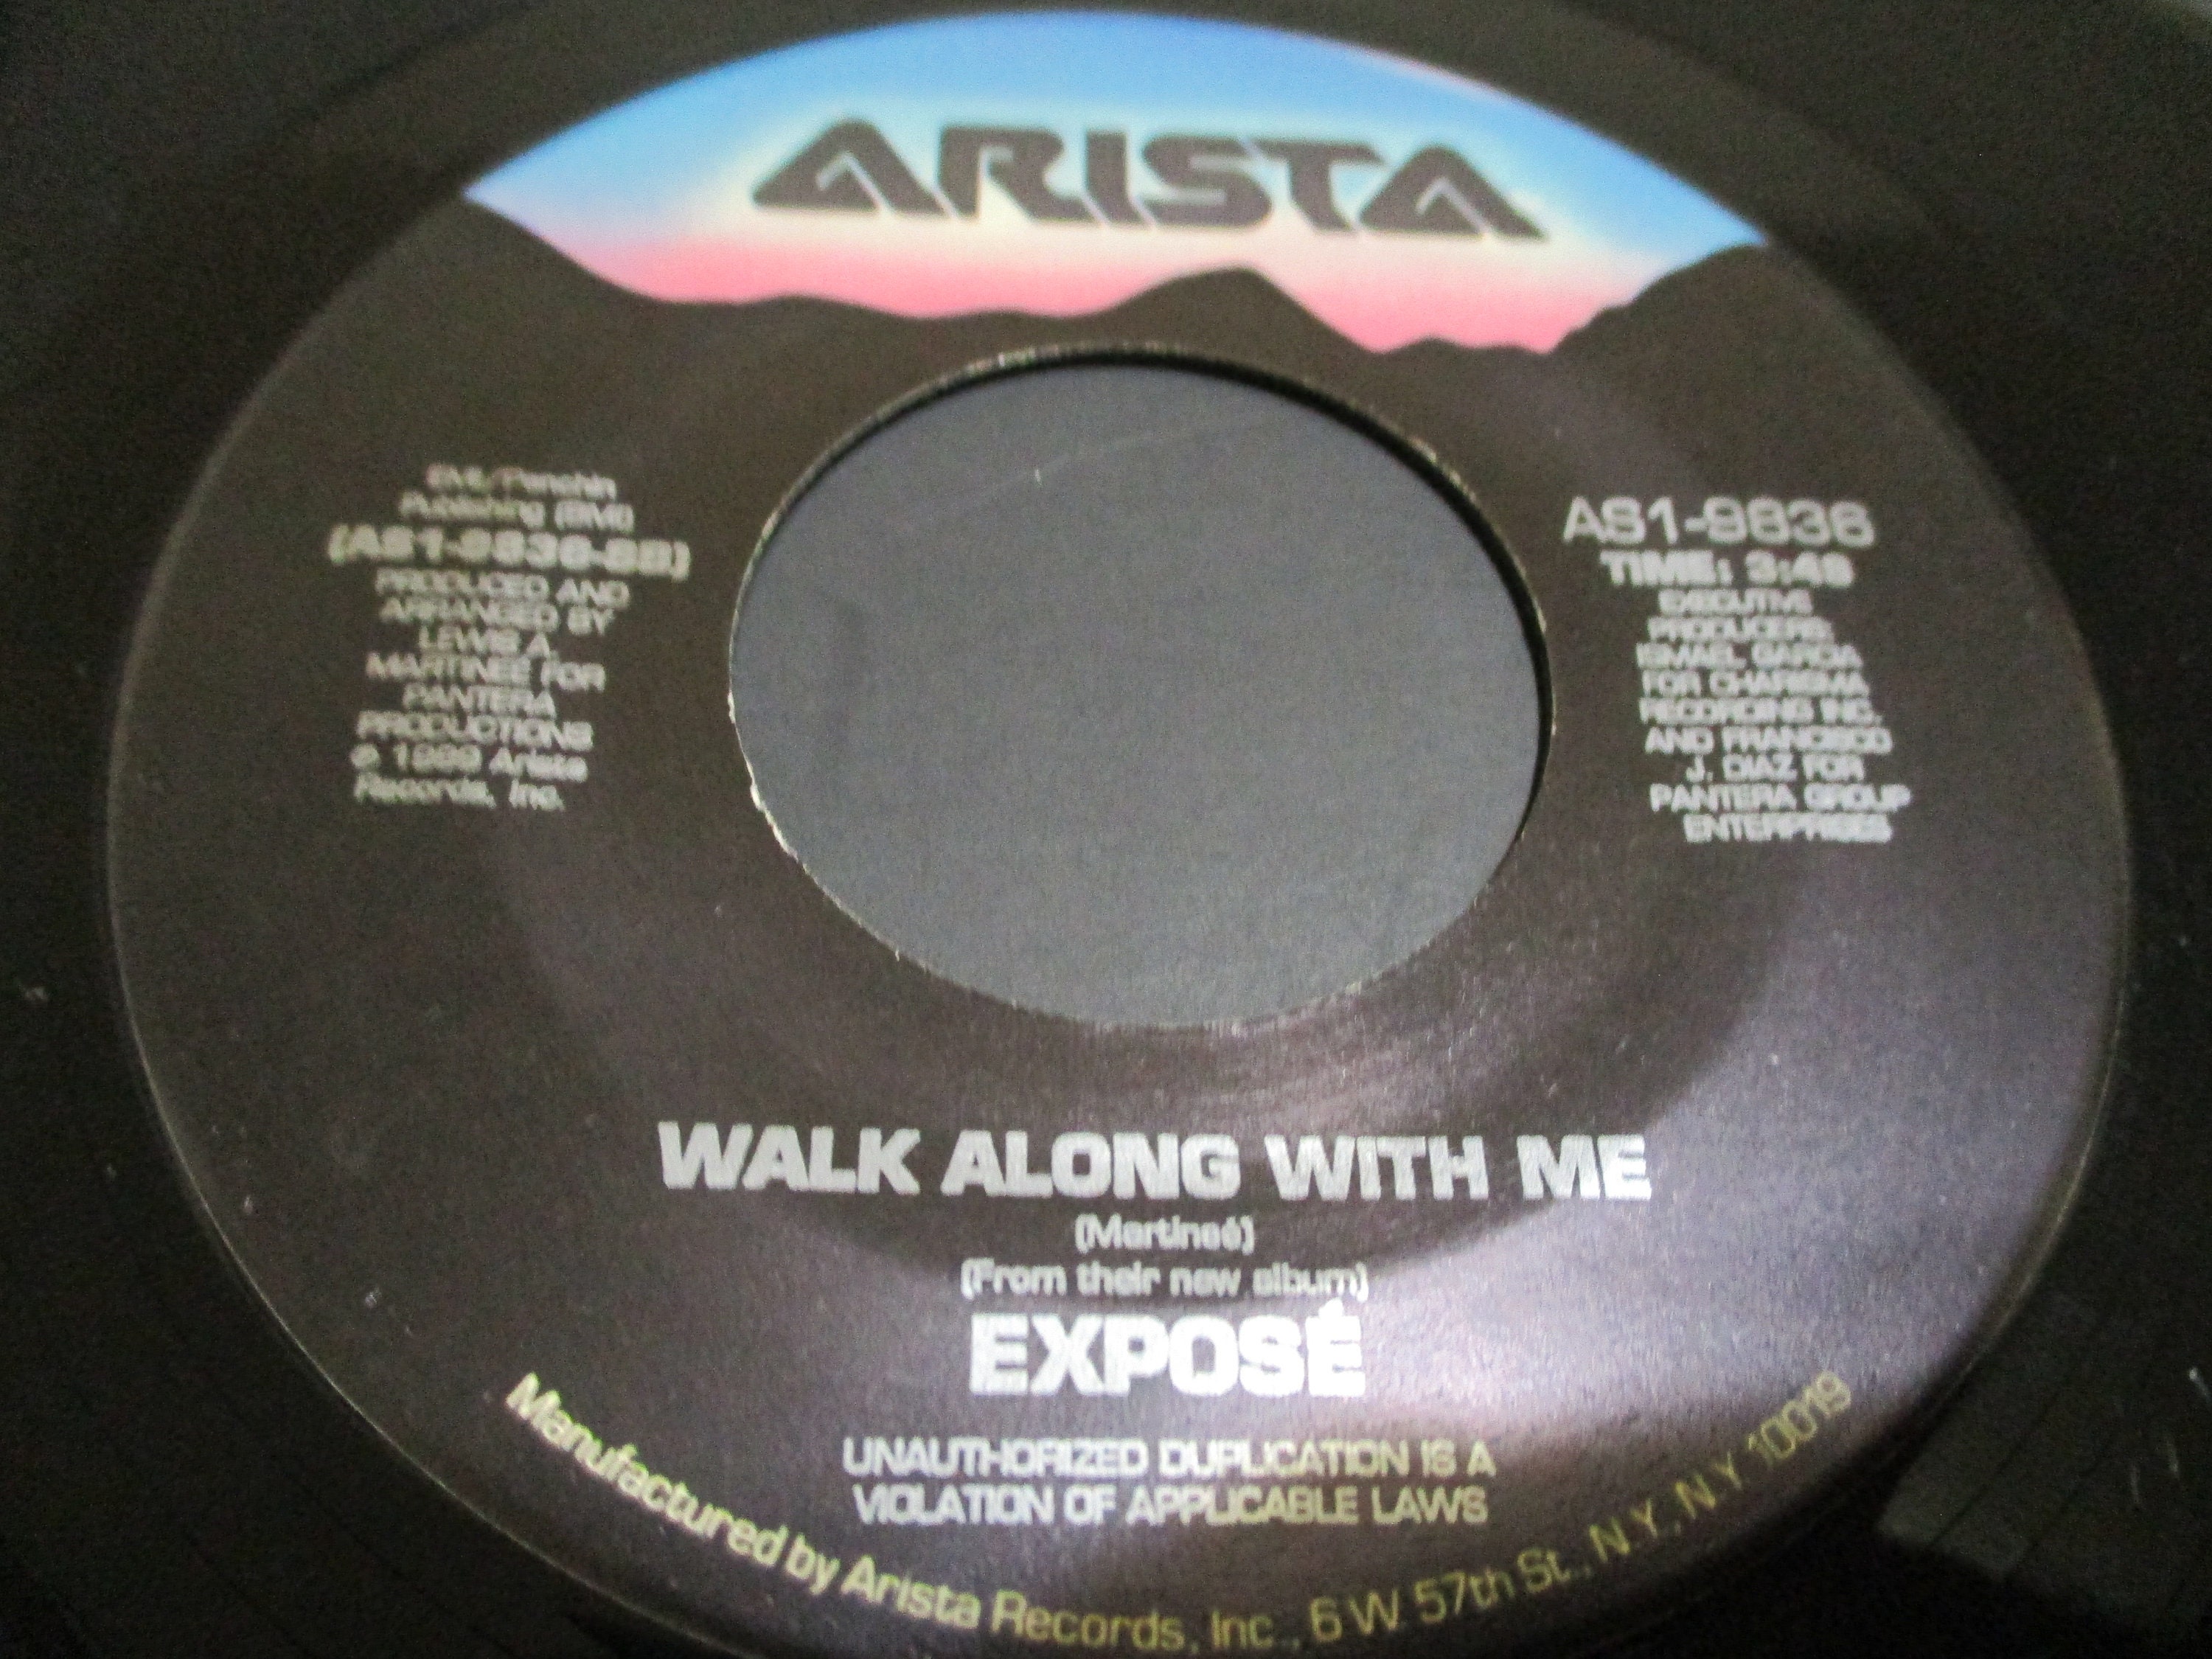 ARISTA
EMI/Panchin
Publishing (BMI)
(AS1-9836-SB)
PRODUCED AND
ARRANGED BY
LEWIS A.
MARTINEÉ FOR
PANTERA
PRODUCTIONS
℗ 1989 Arista
Records, Inc.
AS1-9836
TIME: 3:49
EXECUTIVE
PRODUCERS:
ISMAEL GARCIA
FOR CHARISMA
RECORDING INC.
AND FRANCISCO
J. DIAZ FOR
PANTERA GROUP
ENTERPRISES
WALK ALONG WITH ME
(Martineé)
(From their new album)
EXPOSÉ
UNAUTHORIZED DUPLICATION IS A
VIOLATION OF APPLICABLE LAWS
Manufactured by Arista Records, Inc., 6 W. 57th St., N.Y., N.Y. 10019